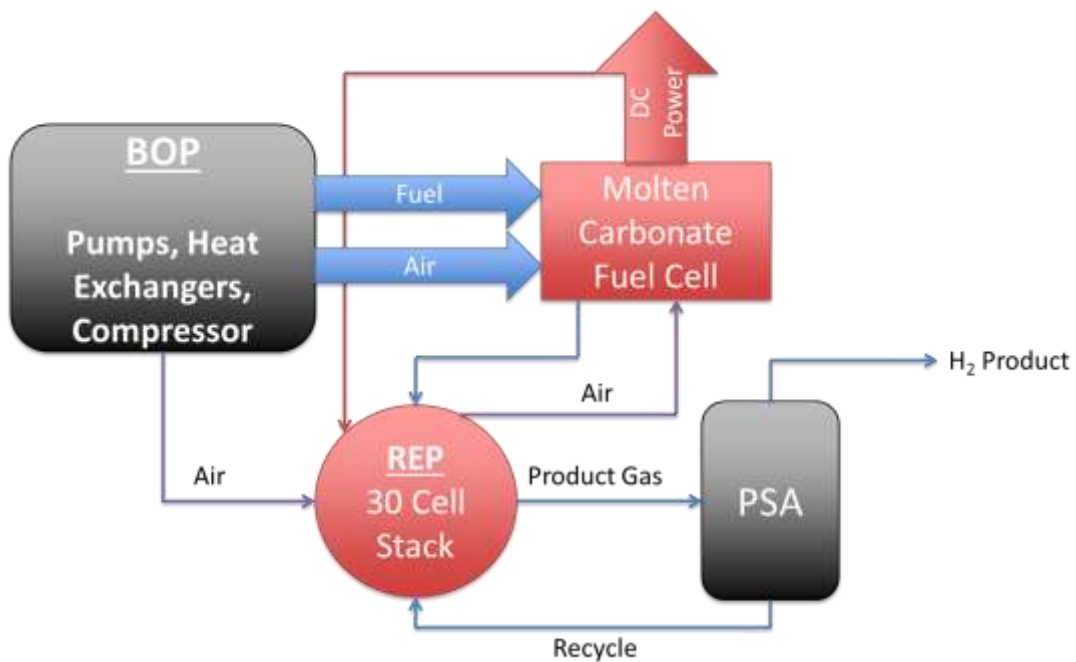 DC
Power
BOP
Pumps, Heat
Exchangers,
Compressor
Fuel
Air
Molten
Carbonate
Fuel Cell
H₂ Product
Air
Air
REP
30 Cell
Stack
Product Gas
PSA
Recycle